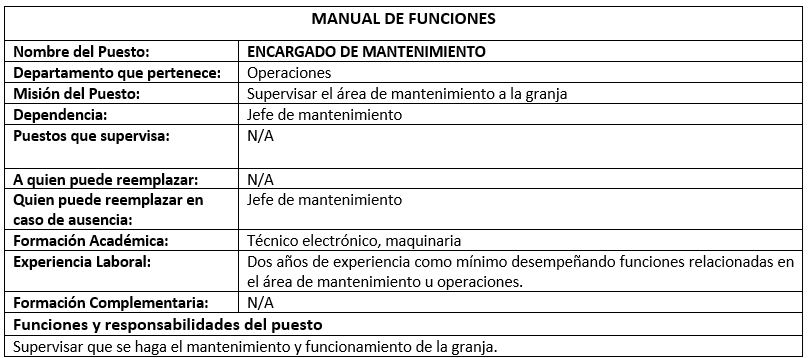 MANUAL DE FUNCIONES
Nombre del Puesto: ENCARGADO DE MANTENIMIENTO
Departamento que pertenece: Operaciones
Misión del Puesto: Supervisar el área de mantenimiento a la granja
Dependencia: Jefe de mantenimiento
Puestos que supervisa: N/A
A quien puede reemplazar: N/A
Quien puede reemplazar en Jefe de mantenimiento
caso de ausencia:
Formación Académica: Técnico electrónico, maquinaria
Experiencia Laboral: Dos años de experiencia como mínimo desempeñando funciones relacionadas en
el área de mantenimiento u operaciones.
Formación Complementaria: N/A
Funciones y responsabilidades del puesto
Supervisar que se haga el mantenimiento y funcionamiento de la granja.